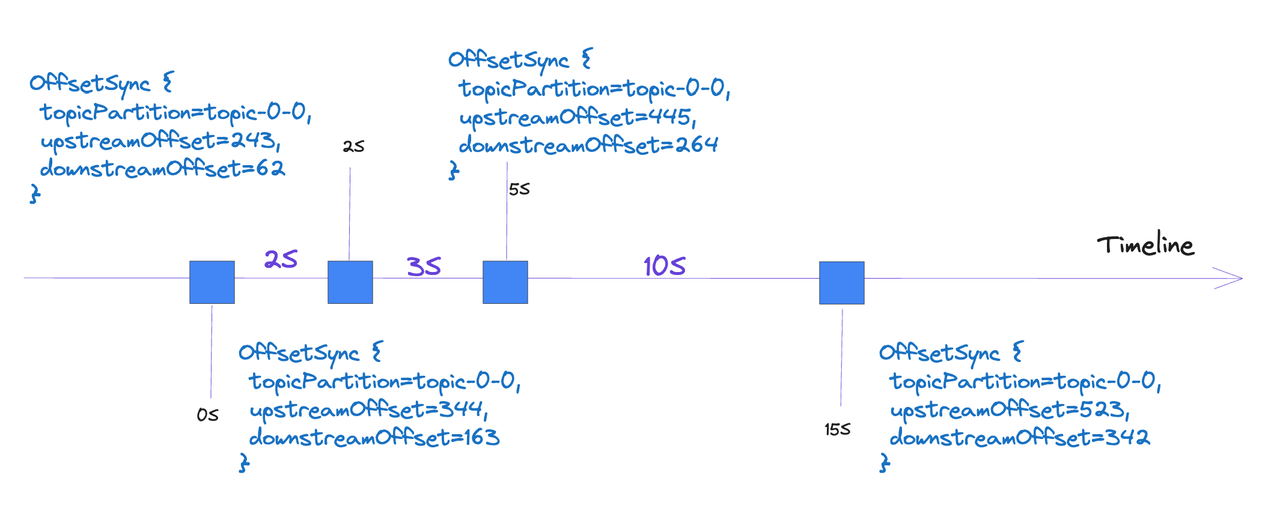 OffsetSync {
topicPartition=topic-0-0,
upstreamOffset=243,
downstreamOffset=62
}
2S
OffsetSync {
topicPartition=topic-0-0,
upstreamOffset=445,
downstreamOffset=264
}
5S
2S
3S
10S
Timeline
0S
OffsetSync {
topicPartition=topic-0-0,
upstreamOffset=344,
downstreamOffset=163
}
15S
OffsetSync {
topicPartition=topic-0-0,
upstreamOffset=523,
downstreamOffset=342
}